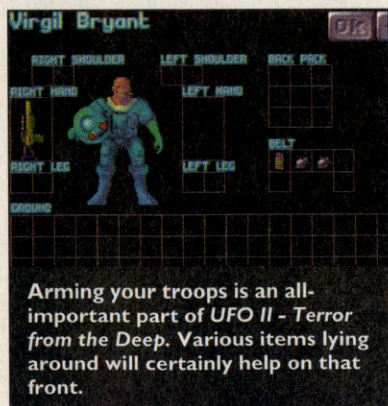 Virgil Bryant
OK
RIGHT SHOULDER
LEFT SHOULDER
BACK PACK
RIGHT HAND
LEFT HAND
BELT
RIGHT LEG
LEFT LEG
GROUND
Arming your troops is an all-
important part of UFO II - Terror
from the Deep. Various items lying
around will certainly help on that
front.